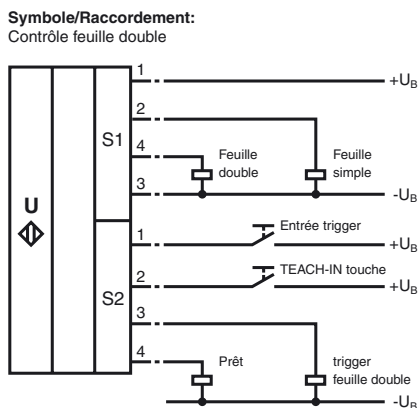 Symbole/Raccordement:
Contrôle feuille double
1
+UB
2
S1
4
Feuille
double
Feuille
simple
3
-UB
U
1
Entrée trigger
+UB
2
TEACH-IN touche
+UB
S2
3
4
Prêt
trigger
feuille double
-UB